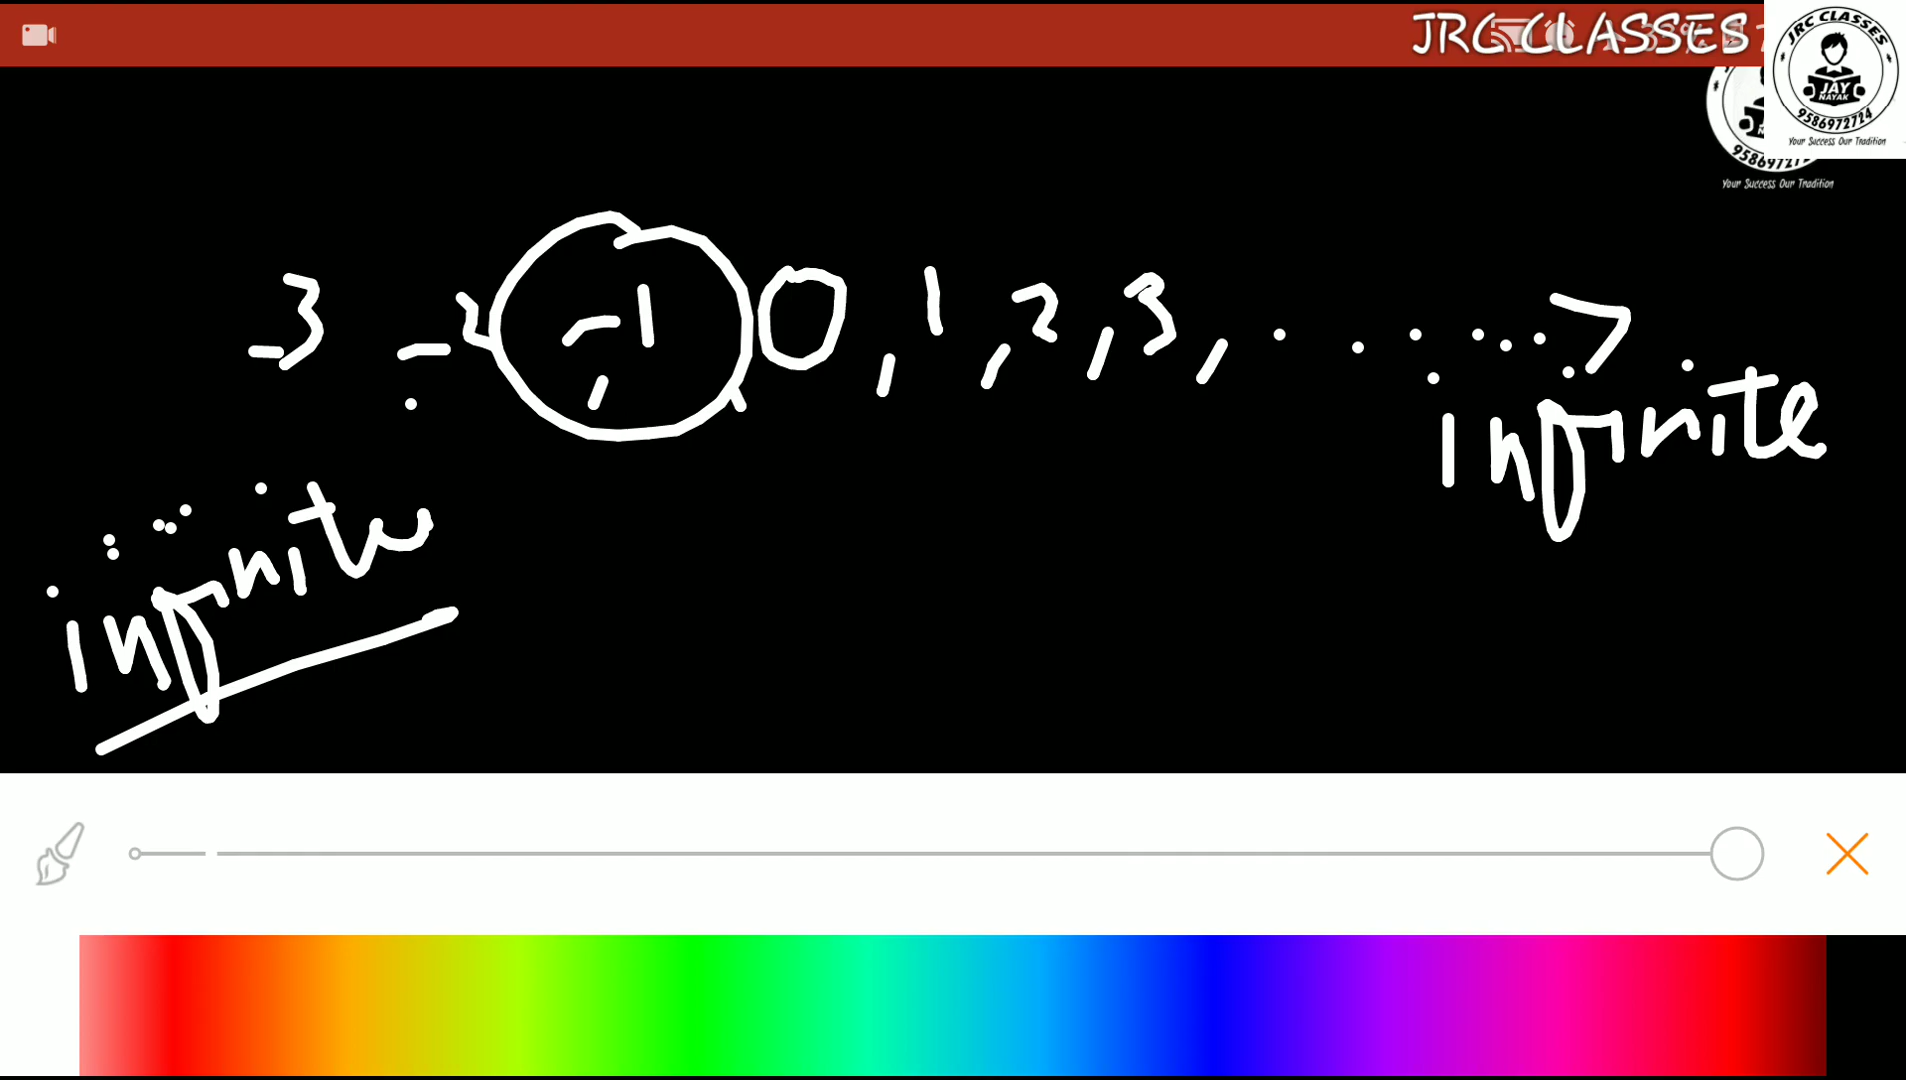 JRC CLASSES
JRC CLASSES
JAY
NAYAK
9586972724
Your Success Our Tradition
Your Success Our Tradition
-3 -2, -1, 0, 1, 2, 3, . . . . . . .
infinite
infinite